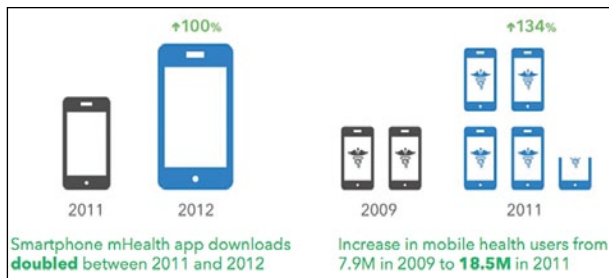 ↑100%
2011
2012
Smartphone mHealth app downloads
doubled between 2011 and 2012
↑134%
2009
2011
Increase in mobile health users from
7.9M in 2009 to 18.5M in 2011